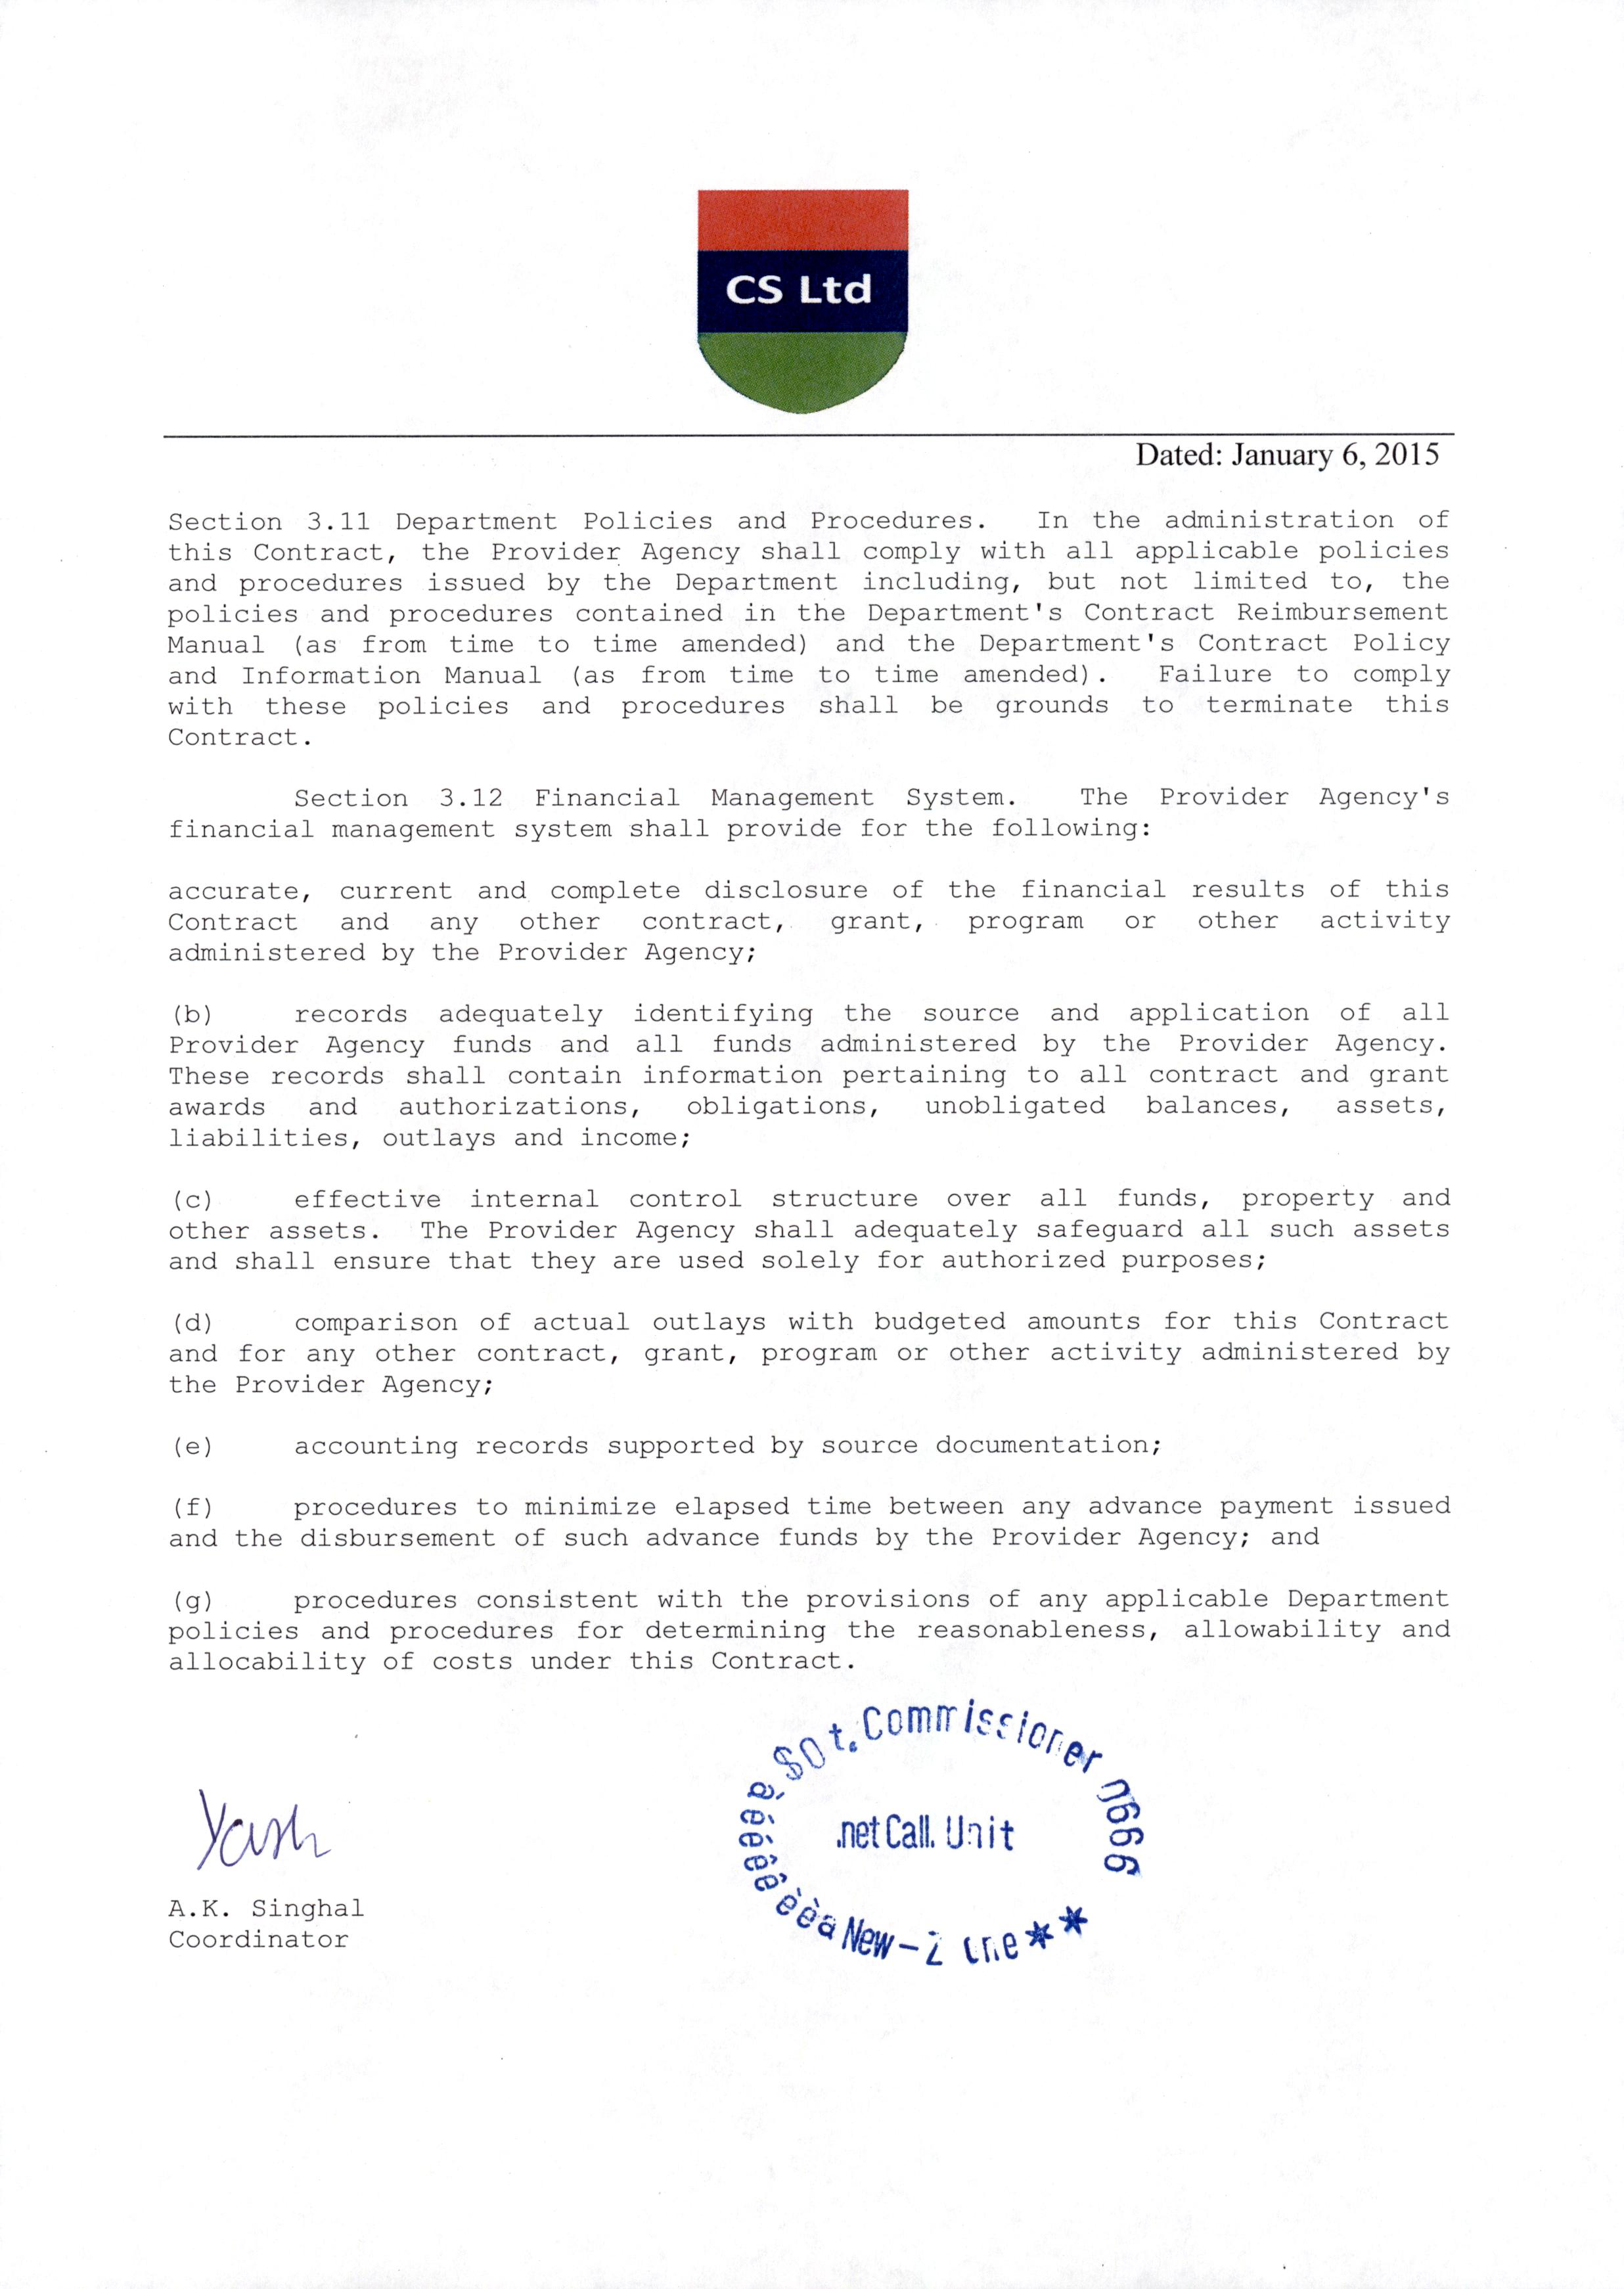 CS Ltd
Dated: January 6, 2015
Section 3.11 Department Policies and Procedures. In the administration of
this Contract, the Provider Agency shall comply with all applicable policies
and procedures issued by the Department including, but not limited to, the
policies and procedures contained in the Department's Contract Reimbursement
Manual (as from time to time amended) and the Department's Contract Policy
and Information Manual (as from time to time amended). Failure to comply
with these policies and procedures shall be grounds to terminate this
Contract.
Section 3.12 Financial Management System. The Provider Agency's
financial management system shall provide for the following:
accurate, current and complete disclosure of the financial results of this
Contract and any other contract, grant, program or other activity
administered by the Provider Agency;
(b) records adequately identifying the source and application of all
Provider Agency funds and all funds administered by the Provider Agency.
These records shall contain information pertaining to all contract and grant
awards and authorizations, obligations, unobligated balances, assets,
liabilities, outlays and income;
(c) effective internal control structure over all funds, property and
other assets. The Provider Agency shall adequately safeguard all such assets
and shall ensure that they are used solely for authorized purposes;
(d) comparison of actual outlays with budgeted amounts for this Contract
and for any other contract, grant, program or other activity administered by
the Provider Agency;
(e) accounting records supported by source documentation;
(f) procedures to minimize elapsed time between any advance payment issued
and the disbursement of such advance funds by the Provider Agency; and
(g) procedures consistent with the provisions of any applicable Department
policies and procedures for determining the reasonableness, allowability and
allocability of costs under this Contract.
Commissioner
.net Call. Unit
New - **
Yash
A.K. Singhal
Coordinator